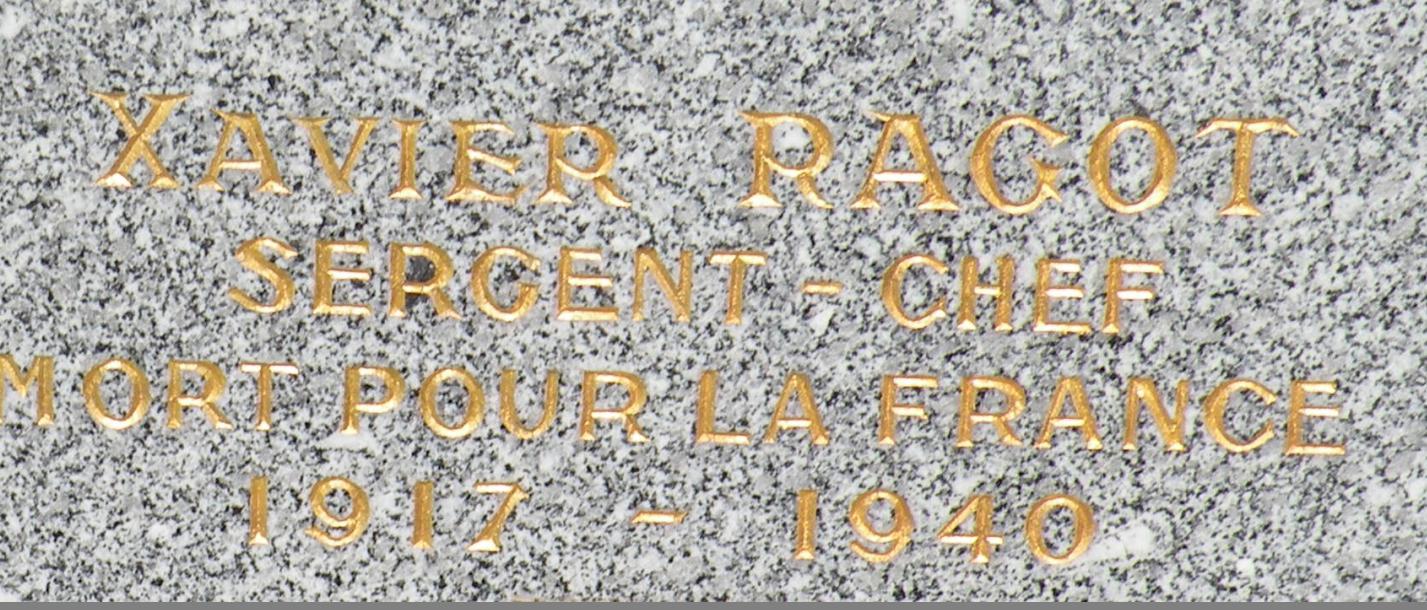 XAVIER RAGOT
SERGENT - CHEF
MORT POUR LA FRANCE
1917 - 1940